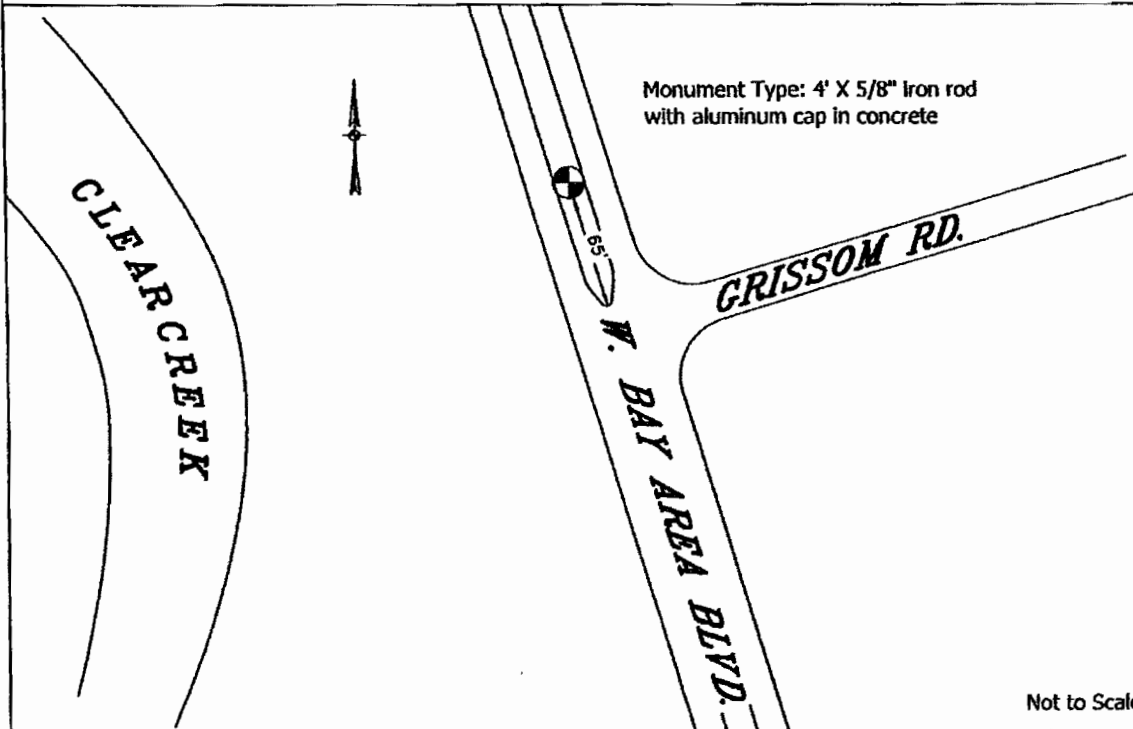 Monument Type: 4' X 5/8" iron rod
with aluminum cap in concrete
CLEAR CREEK
65'
GRISSOM RD.
W. BAY AREA BLVD.
Not to Scale